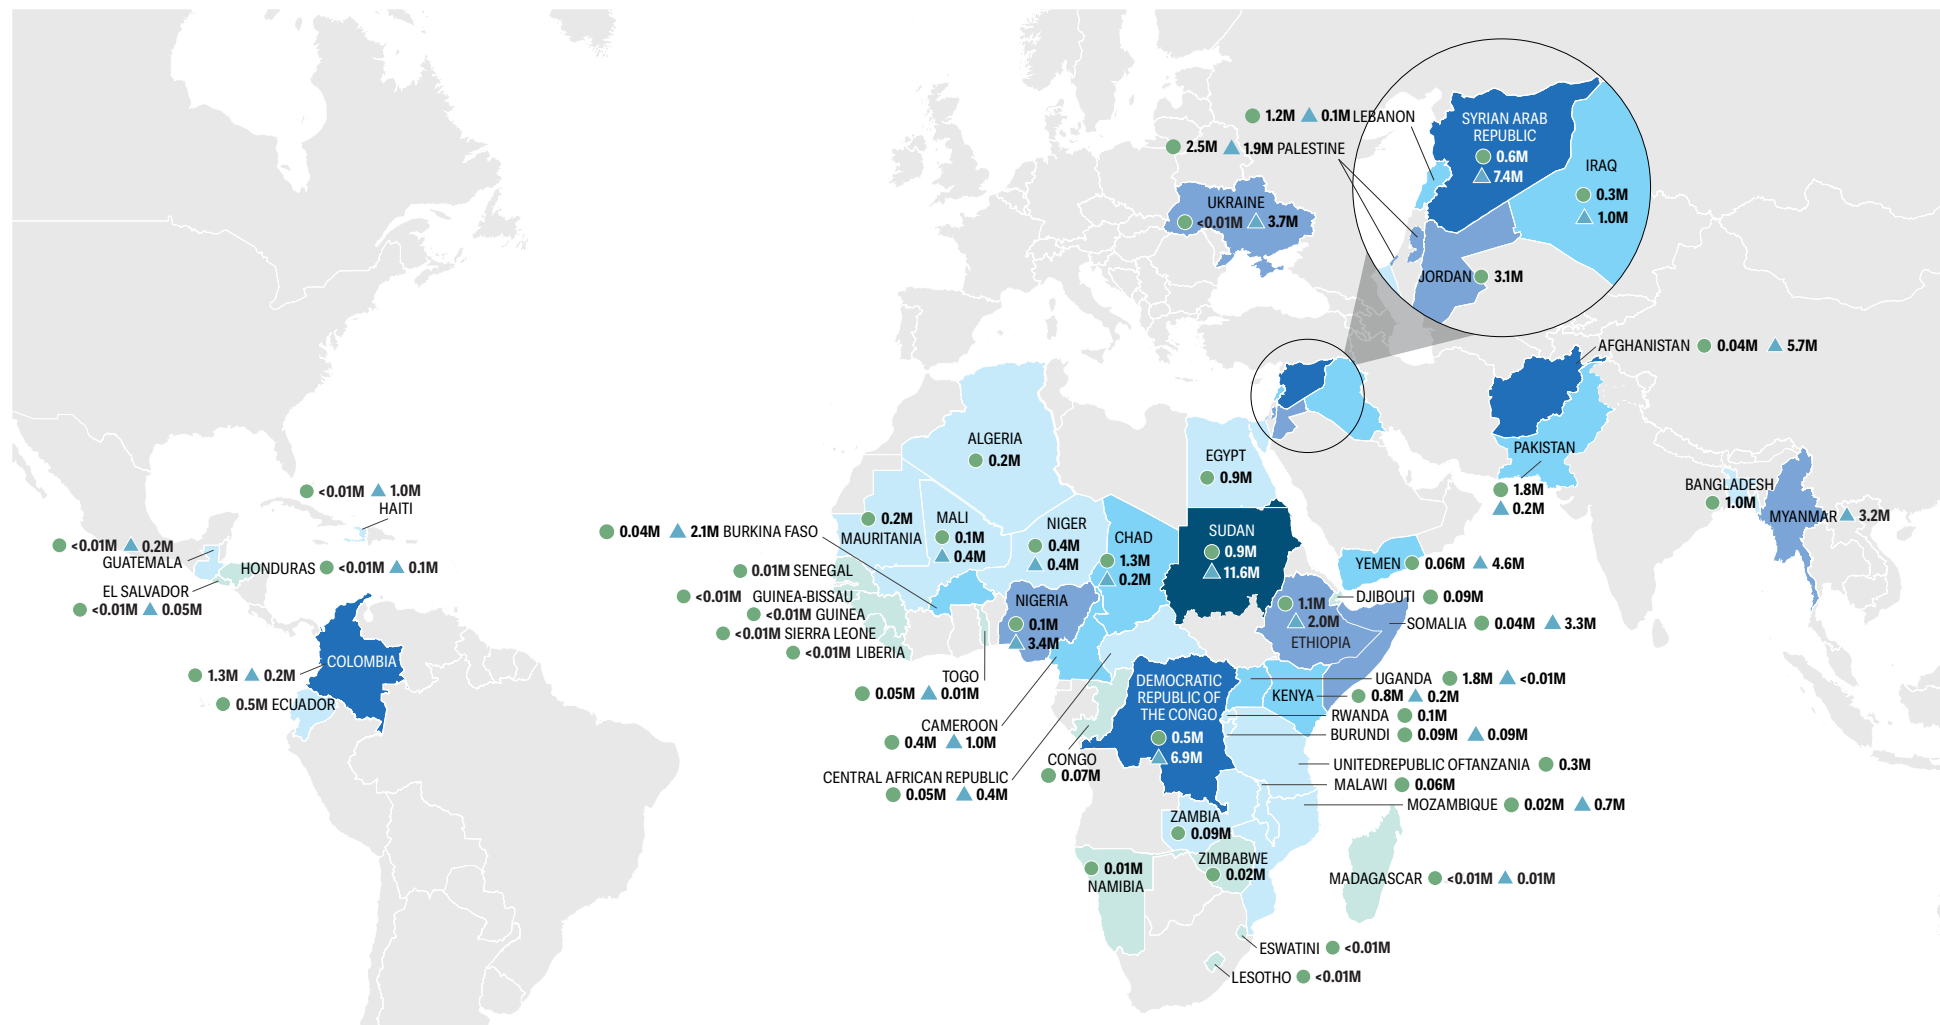 1.2M 0.1M LEBANON
2.5M 1.9M PALESTINE
SYRIAN ARAB
REPUBLIC
0.6M
7.4M
IRAQ
0.3M
1.0M
JORDAN 3.1M
UKRAINE
<0.01M 3.7M
AFGHANISTAN 0.04M 5.7M
PAKISTAN
1.8M
0.2M
BANGLADESH
1.0M
MYANMAR 3.2M
ALGERIA
0.2M
EGYPT
0.9M
<0.01M 1.0M
HAITI
<0.01M 0.2M
GUATEMALA
HONDURAS <0.01M 0.1M
EL SALVADOR
<0.01M 0.05M
COLOMBIA
1.3M 0.2M
0.5M ECUADOR
0.04M 2.1M BURKINA FASO
0.2M
MAURITANIA
MALI
0.1M
0.4M
NIGER
0.4M
0.4M
CHAD
1.3M
0.2M
SUDAN
0.9M
11.6M
YEMEN 0.06M 4.6M
0.01M SENEGAL
<0.01M GUINEA-BISSAU
<0.01M GUINEA
<0.01M SIERRA LEONE
<0.01M LIBERIA
NIGERIA
0.1M
3.4M
1.1M
2.0M
ETHIOPIA
DJIBOUTI 0.09M
SOMALIA 0.04M 3.3M
TOGO
0.05M 0.01M
CAMEROON
0.4M 1.0M
CENTRAL AFRICAN REPUBLIC
0.05M 0.4M
CONGO
0.07M
DEMOCRATIC
REPUBLIC OF
THE CONGO
0.5M
6.9M
UGANDA 1.8M <0.01M
KENYA 0.8M 0.2M
RWANDA 0.1M
BURUNDI 0.09M 0.09M
UNITEDREPUBLIC OFTANZANIA 0.3M
MALAWI 0.06M
MOZAMBIQUE 0.02M 0.7M
ZAMBIA
0.09M
ZIMBABWE
0.02M
0.01M
NAMIBIA
MADAGASCAR <0.01M 0.01M
ESWATINI <0.01M
LESOTHO <0.01M